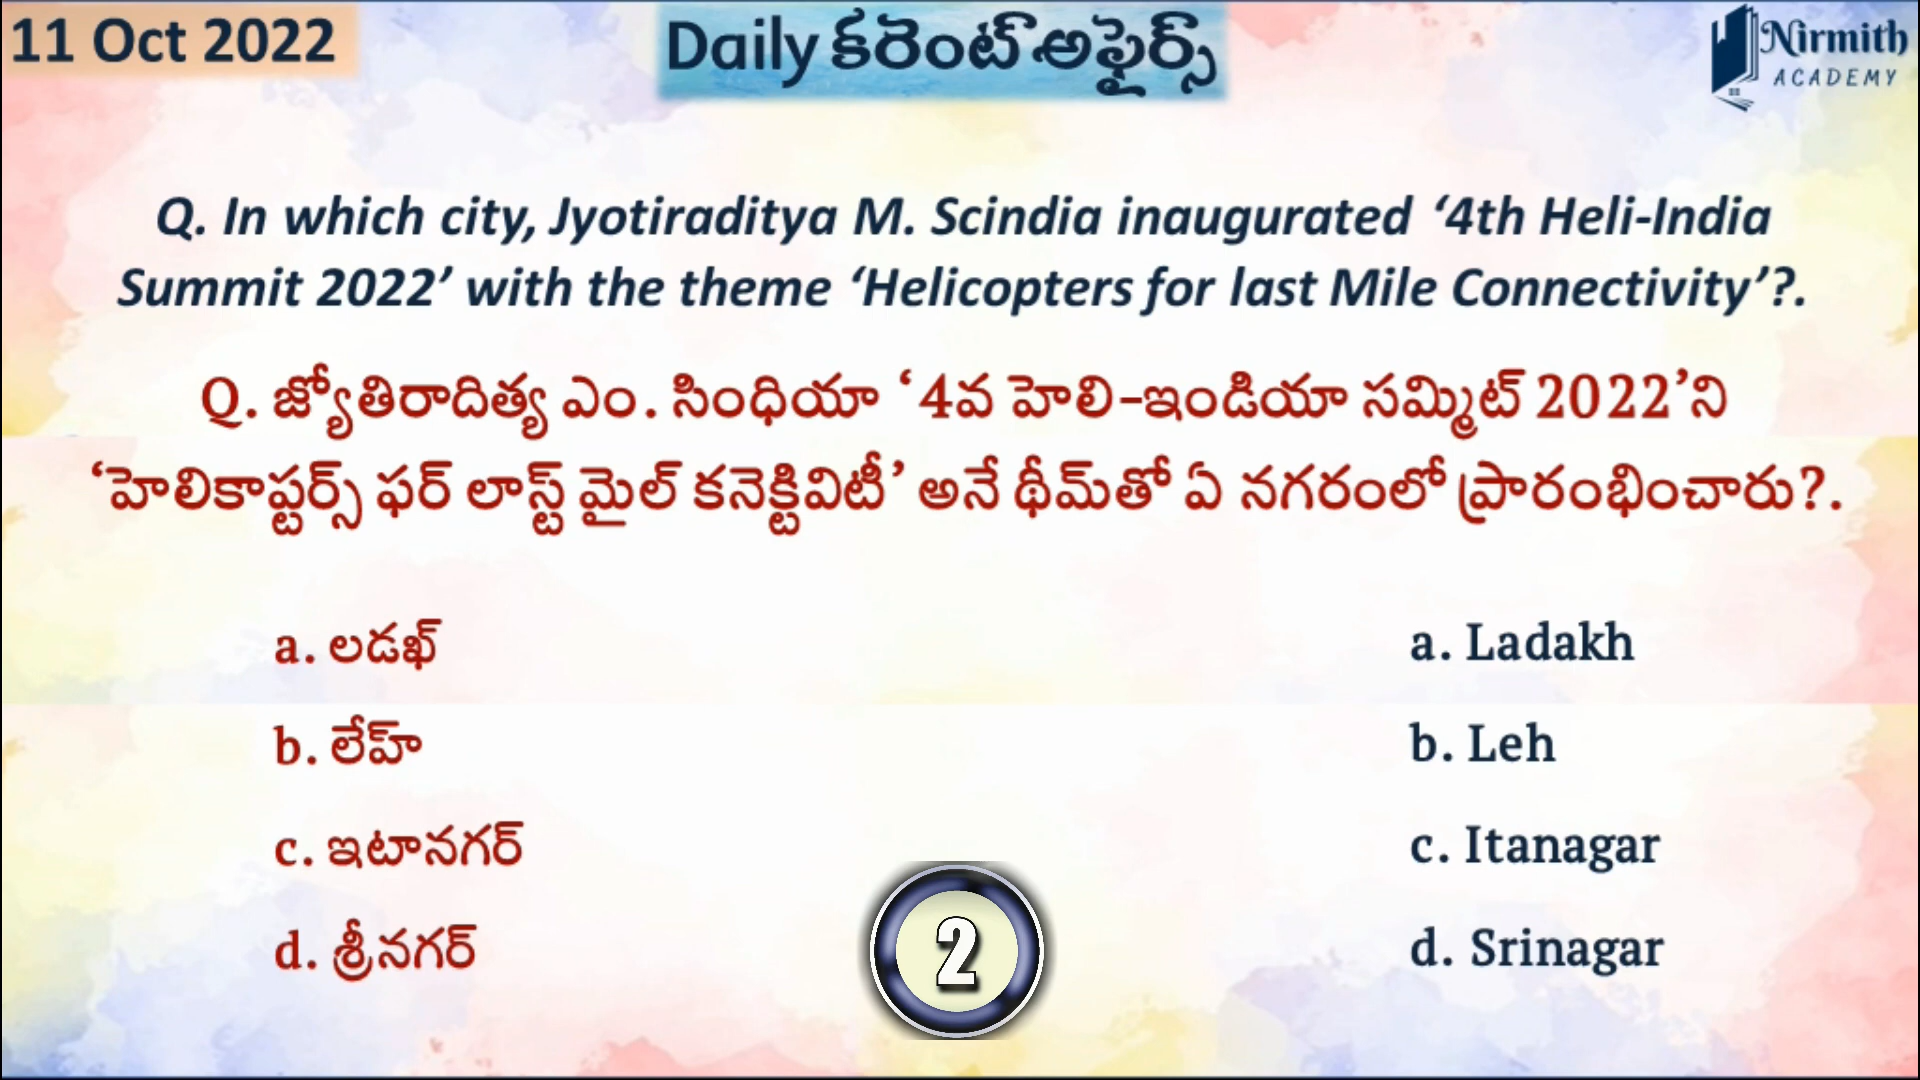 11 Oct 2022
Daily కరెంట్ అఫైర్స్
Nirmith
ACADEMY
Q. In which city, Jyotiraditya M. Scindia inaugurated ‘4th Heli-India
Summit 2022’ with the theme ‘Helicopters for last Mile Connectivity’?.
Q. జ్యోతిరాదిత్య ఎం. సింధియా ‘4వ హెలి-ఇండియా సమ్మిట్ 2022’ని
‘హెలికాప్టర్స్ ఫర్ లాస్ట్ మైల్ కనెక్టివిటీ’ అనే థీమ్‌తో ఏ నగరంలో ప్రారంభించారు?.
a. లడఖ్
b. లేహ్
c. ఇటానగర్
d. శ్రీనగర్
a. Ladakh
b. Leh
c. Itanagar
d. Srinagar
2